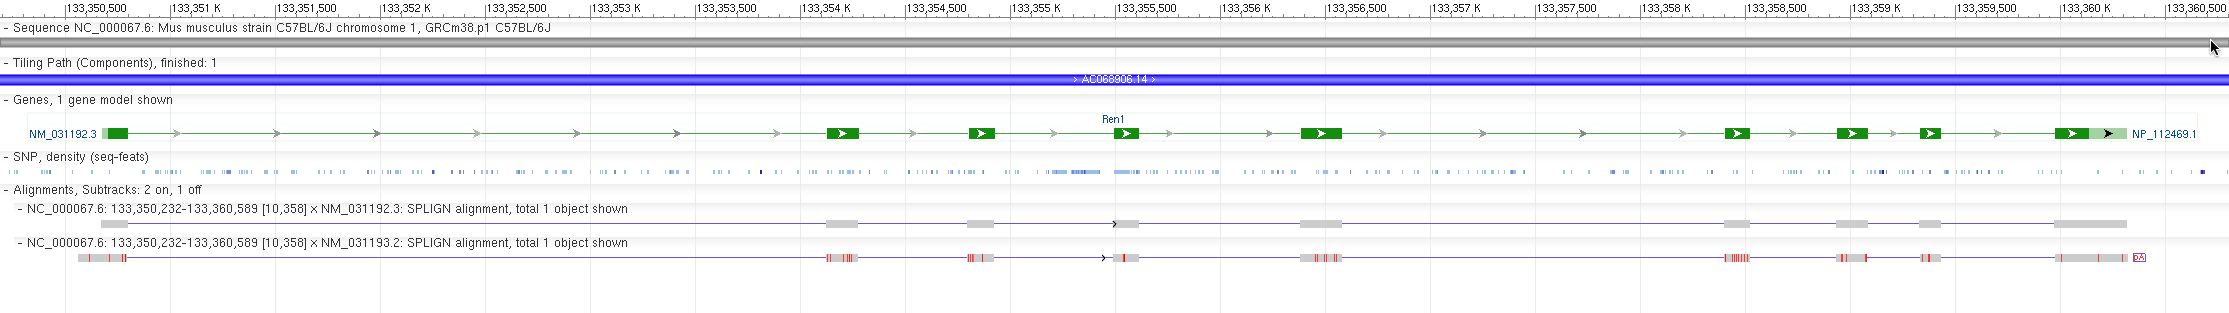 133,350,500 133,351 K 133,351,500 133,352 K 133,352,500 133,353 K 133,353,500 133,354 K 133,354,500 133,355 K 133,355,500 133,356 K 133,356,500 133,357 K 133,357,500 133,358 K 133,358,500 133,359 K 133,359,500 133,360 K 133,360,500
- Sequence NC_000067.6: Mus musculus strain C57BL/6J chromosome 1, GRCm38.p1 C57BL/6J
- Tiling Path (Components), finished: 1
> AC068906.14 >
- Genes, 1 gene model shown
Ren1
NM_031192.3 NP_112469.1
- SNP, density (seq-feats)
- Alignments, Subtracks: 2 on, 1 off
- NC_000067.6: 133,350,232-133,360,589 [10,358] x NM_031192.3: SPLIGN alignment, total 1 object shown
- NC_000067.6: 133,350,232-133,360,589 [10,358] x NM_031193.2: SPLIGN alignment, total 1 object shown
pA